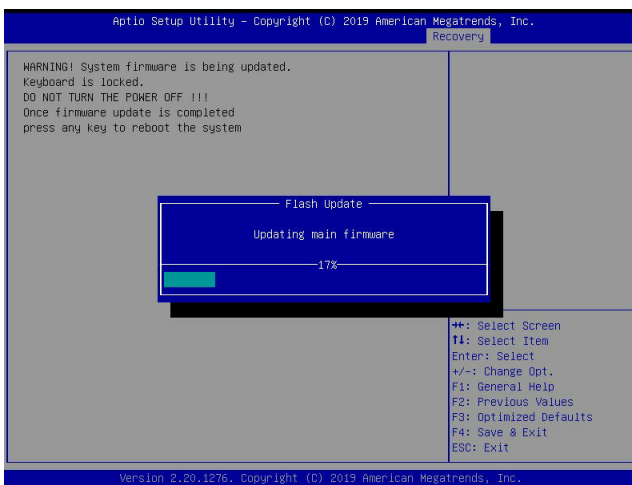 Aptio Setup Utility – Copyright (C) 2019 American Megatrends, Inc.
Recovery
WARNING! System firmware is being updated.
Keyboard is locked.
DO NOT TURN THE POWER OFF !!!
Once firmware update is completed
press any key to reboot the system
Flash Update
Updating main firmware
17%
→←: Select Screen
↑↓: Select Item
Enter: Select
+/-: Change Opt.
F1: General Help
F2: Previous Values
F3: Optimized Defaults
F4: Save & Exit
ESC: Exit
Version 2.20.1276. Copyright (C) 2019 American Megatrends, Inc.